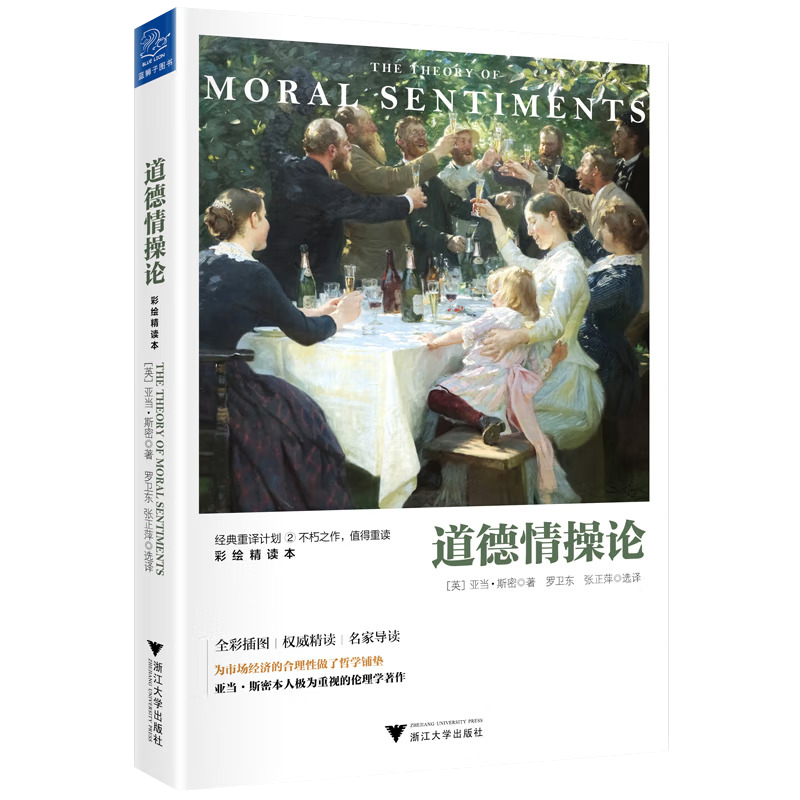 BLUE LION
蓝狮子图书
道德情操论
彩绘精读本
[英]亚当·斯密◎著 罗卫东 张正萍◎选译
THE THEORY OF MORAL SENTIMENTS
ZHEJIANG UNIVERSITY PRESS
浙江大学出版社
THE THEORY OF
MORAL SENTIMENTS
经典重译计划 ② 不朽之作，值得重读
彩绘精读本
道德情操论
[英]亚当·斯密◎著 罗卫东 张正萍◎选译
全彩插图|权威精读|名家导读
为市场经济的合理性做了哲学铺垫
亚当·斯密本人极为重视的伦理学著作
ZHEJIANG UNIVERSITY PRESS
浙江大学出版社